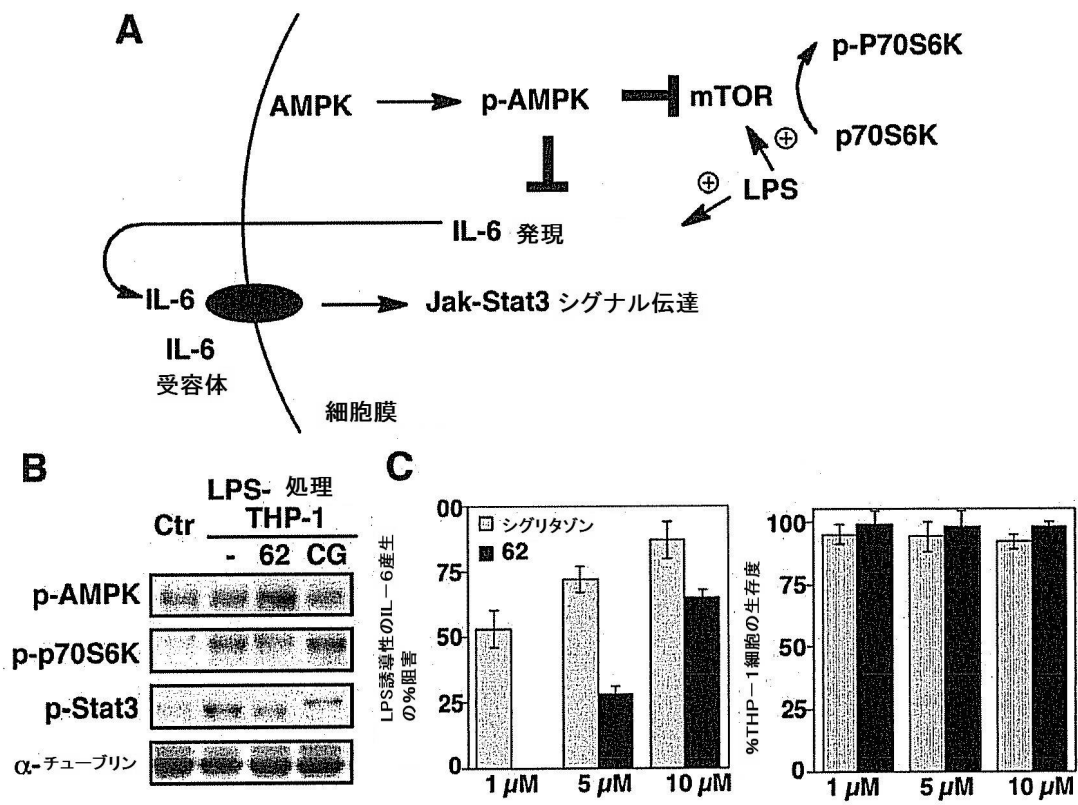 A
p-P70S6K
AMPK
p-AMPK
mTOR
p70S6K
⊕
⊕
LPS
IL-6 発現
IL-6
Jak-Stat3 シグナル伝達
IL-6
受容体
細胞膜
B
LPS- 処理
Ctr
THP-1
- 62 CG
p-AMPK
p-p70S6K
p-Stat3
α-チューブリン
C
LPS誘導性のIL-6産生
の%阻害
00
75
50
25
0
シグリタゾン
62
1 μM 5 μM 10 μM
%THP-1細胞の生存度
100
75
50
25
0
1 μM 5 μM 10 μM